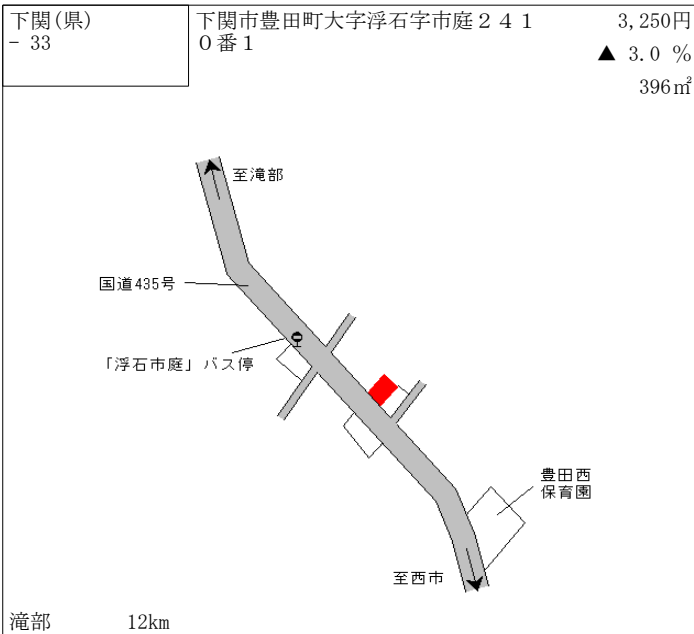 下関(県)
- 33
下関市豊田町大字浮石字市庭２４１
０番１
3,250円
▲ 3.0 %
396㎡
至滝部
国道435号
「浮石市庭」バス停
豊田西
保育園
至西市
滝部 12km